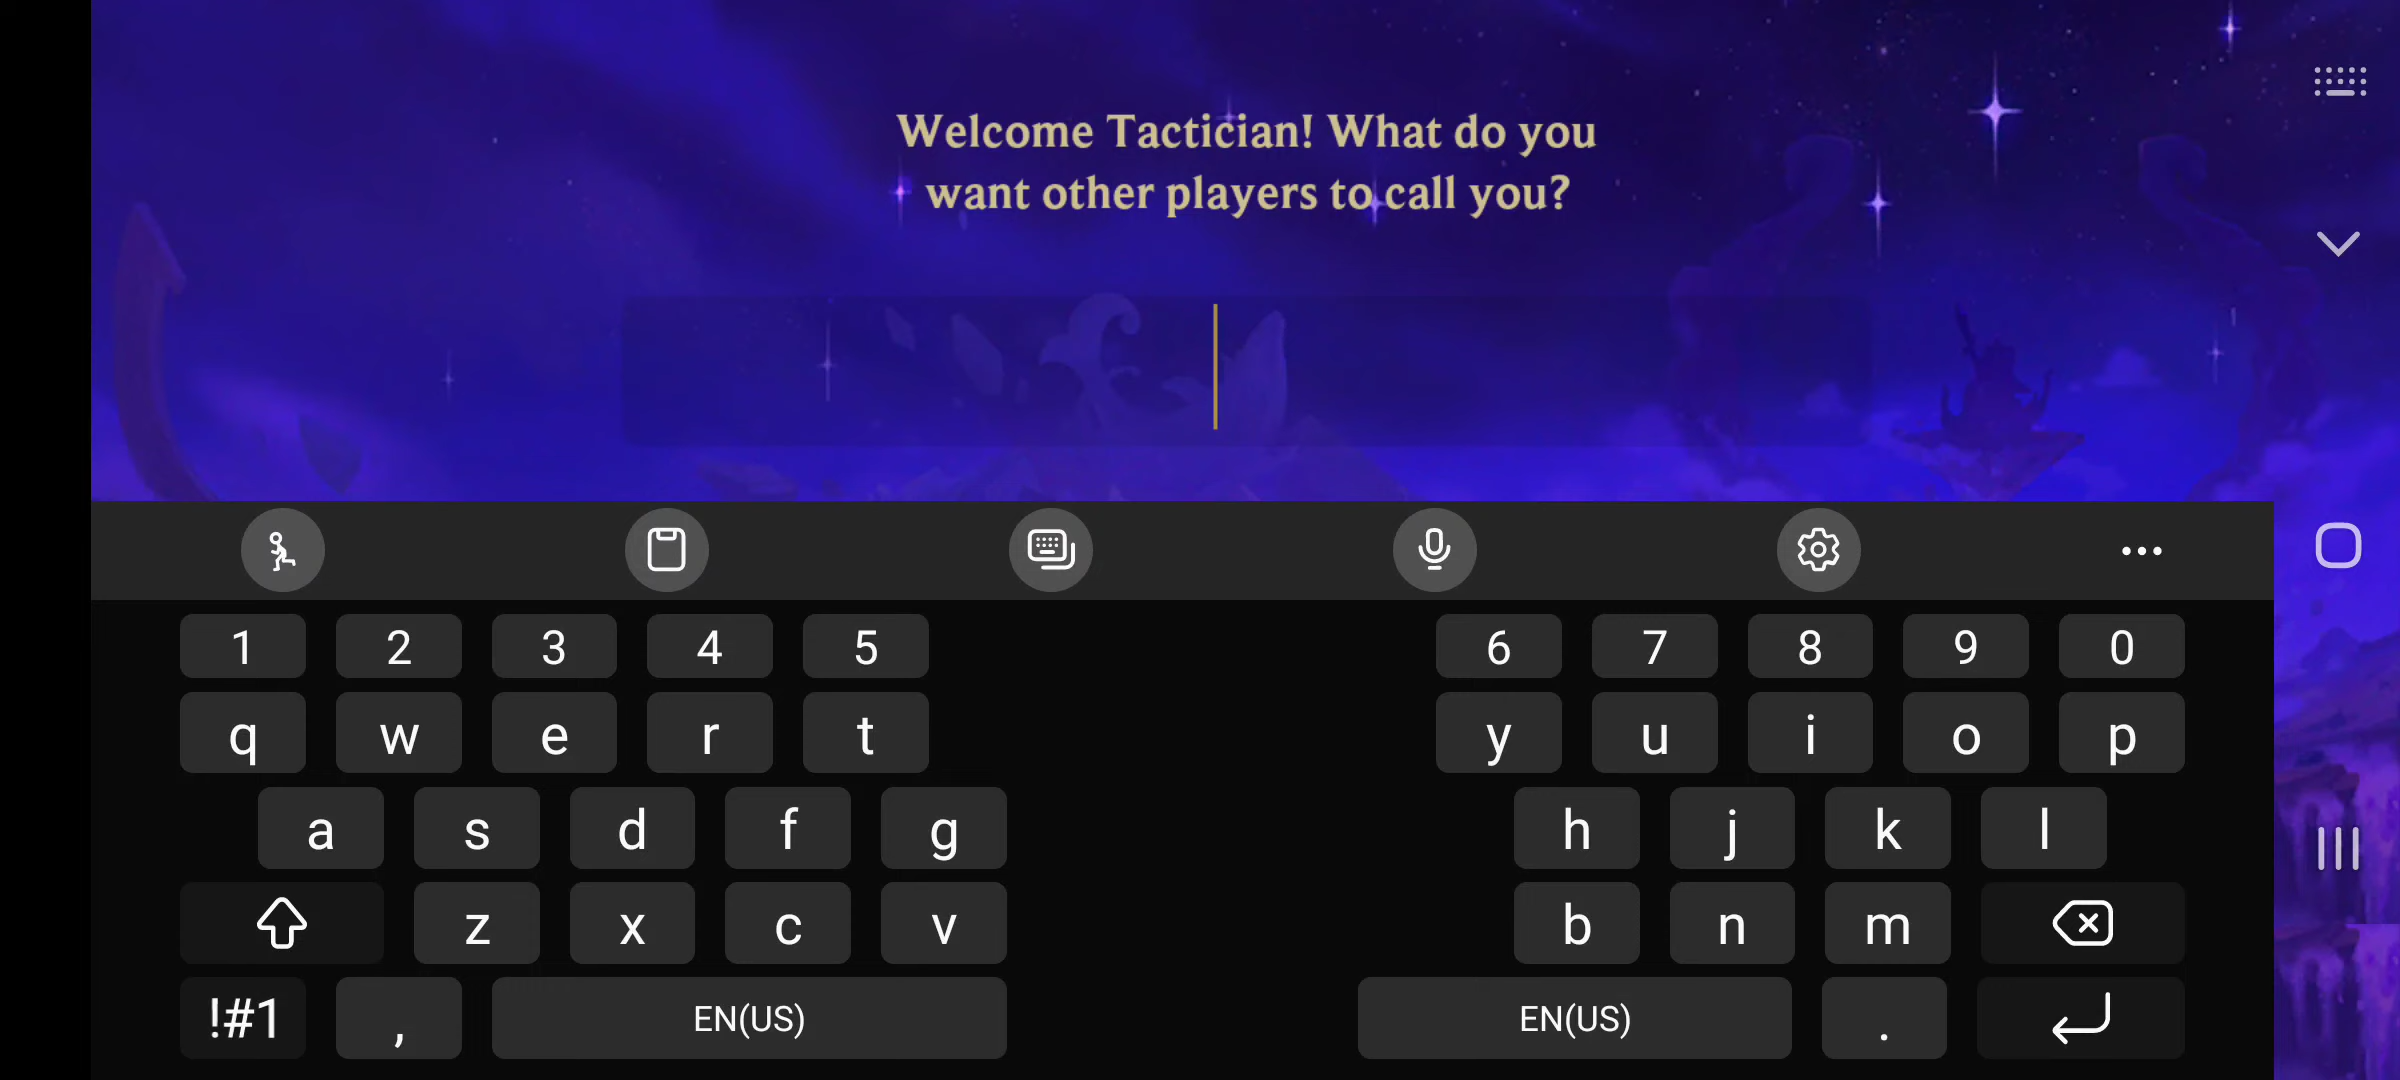 Welcome Tactician! What do you
want other players to call you?
1 2 3 4 5 6 7 8 9 0
q w e r t y u i o p
a s d f g h j k l
z x c v b n m
!#1 , EN(US) EN(US) .